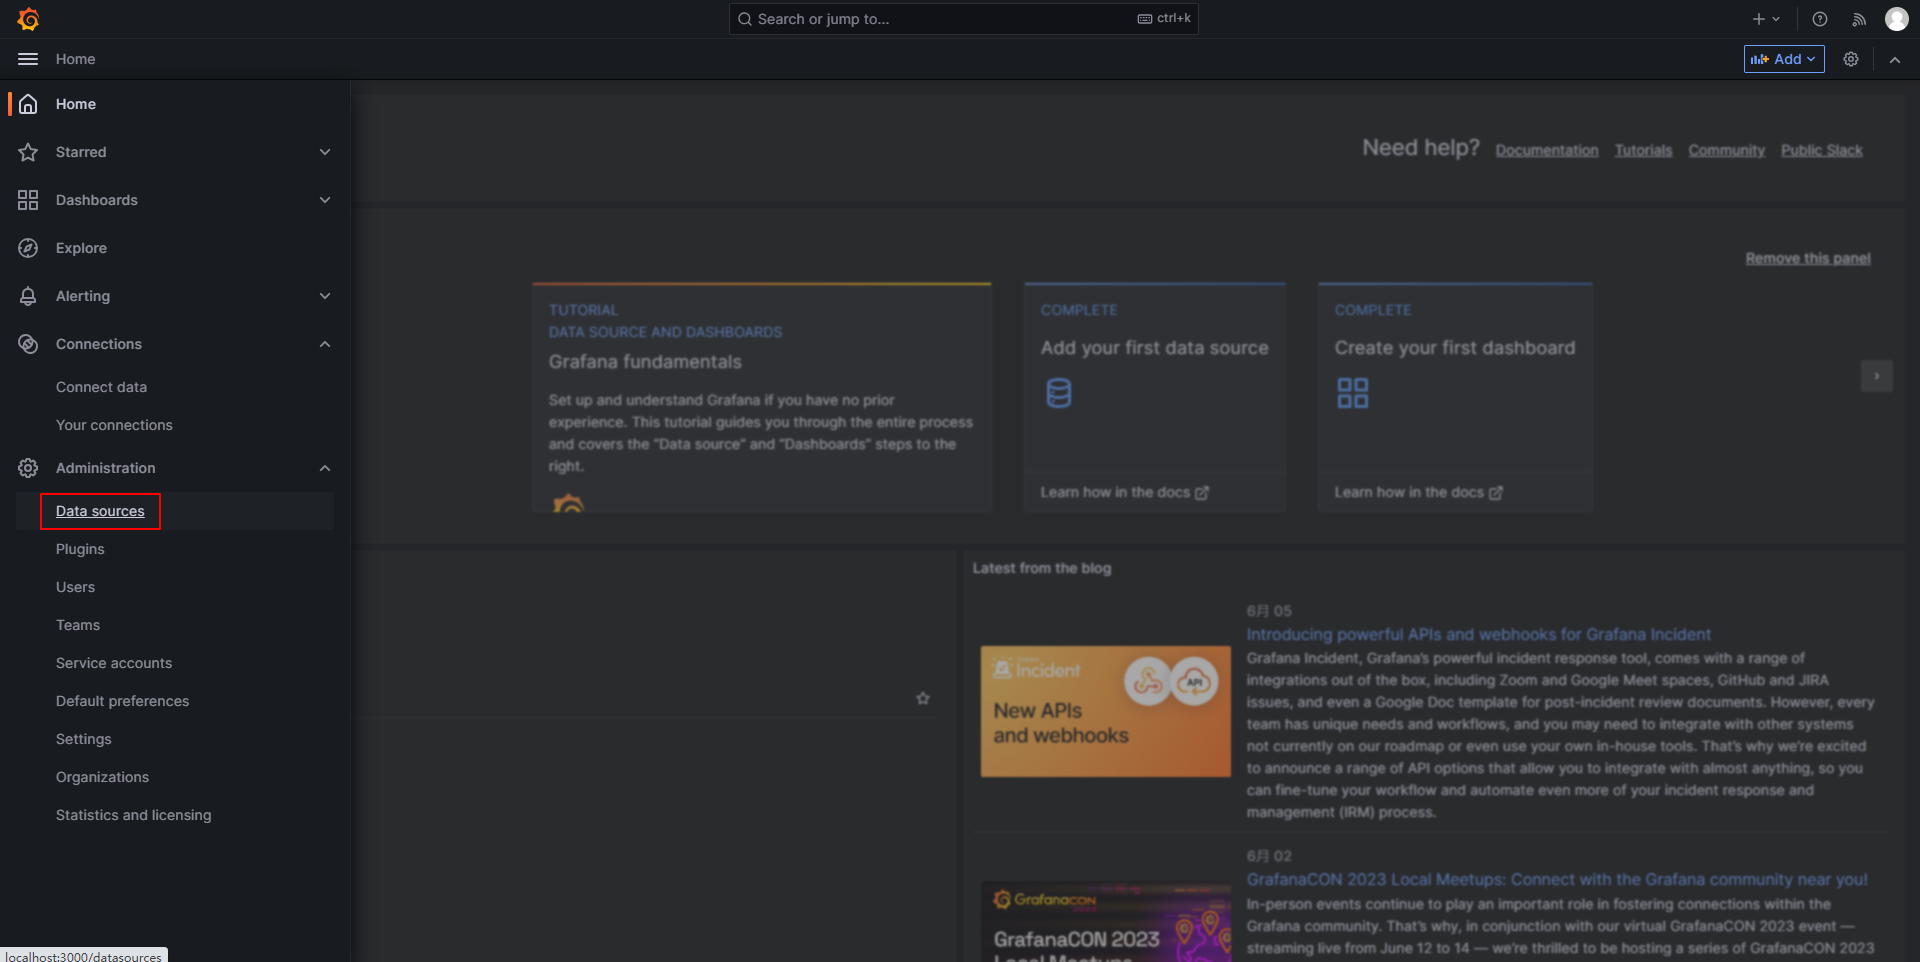 Search or jump to...
ctrl+k
Home
Add
Home
Starred
Dashboards
Explore
Alerting
Connections
Connect data
Your connections
Administration
Data sources
Plugins
Users
Teams
Service accounts
Default preferences
Settings
Organizations
Statistics and licensing
localhost:3000/datasources
Need help?
Documentation
Tutorials
Community
Public Slack
Remove this panel
TUTORIAL
DATA SOURCE AND DASHBOARDS
Grafana fundamentals
Set up and understand Grafana if you have no prior
experience. This tutorial guides you through the entire process
and covers the "Data source" and "Dashboards" steps to the
right.
COMPLETE
Add your first data source
Learn how in the docs
COMPLETE
Create your first dashboard
Learn how in the docs
Latest from the blog
6月 05
Introducing powerful APIs and webhooks for Grafana Incident
Incident
API
New APIs
and webhooks
Grafana Incident, Grafana's powerful incident response tool, comes with a range of
integrations out of the box, including Zoom and Google Meet spaces, GitHub and JIRA
issues, and even a Google Doc template for post-incident review documents. However, every
team has unique needs and workflows, and you may need to integrate with other systems
not currently on our roadmap or even use your own in-house tools. That's why we're excited
to announce a range of API options that allow you to integrate with almost anything, so you
can fine-tune your workflow and automate even more of your incident response and
management (IRM) process.
6月 02
GrafanaCON 2023 Local Meetups: Connect with the Grafana community near you!
GrafanaCON
GrafanaCON 2023
Local Meetups
In-person events continue to play an important role in fostering connections within the
Grafana community. That's why, in conjunction with our virtual GrafanaCON 2023 event —
streaming live from June 12 to 14 — we're thrilled to be hosting a series of GrafanaCON 2023